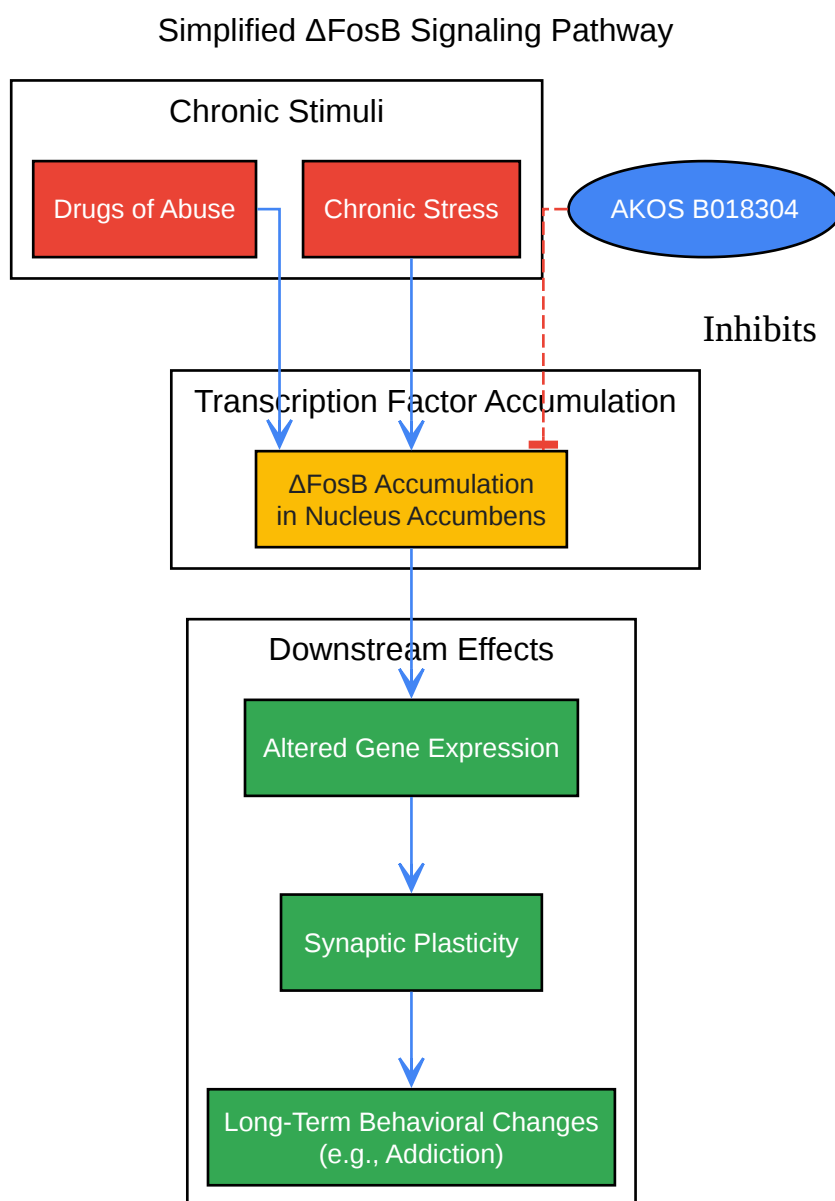 Simplified ΔFosB Signaling Pathway
Chronic Stimuli
Drugs of Abuse
Chronic Stress
AKOS B018304
Inhibits
Transcription Factor Accumulation
ΔFosB Accumulation
in Nucleus Accumbens
Downstream Effects
Altered Gene Expression
Synaptic Plasticity
Long-Term Behavioral Changes
(e.g., Addiction)